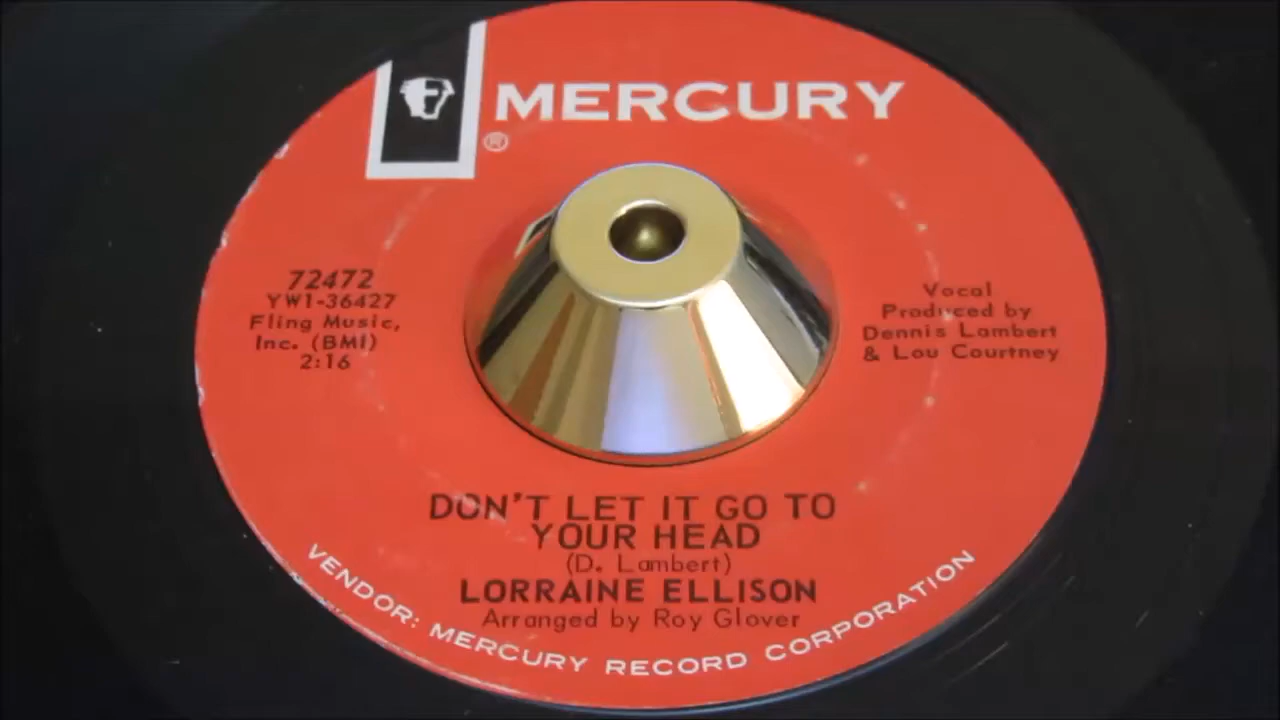 MERCURY
®
72472
YW1-36427
Fling Music,
Inc. (BMI)
2:16
Vocal
Produced by
Dennis Lambert
& Lou Courtney
DON'T LET IT GO TO
YOUR HEAD
(D. Lambert)
LORRAINE ELLISON
Arranged by Roy Glover
VENDOR: MERCURY RECORD CORPORATION